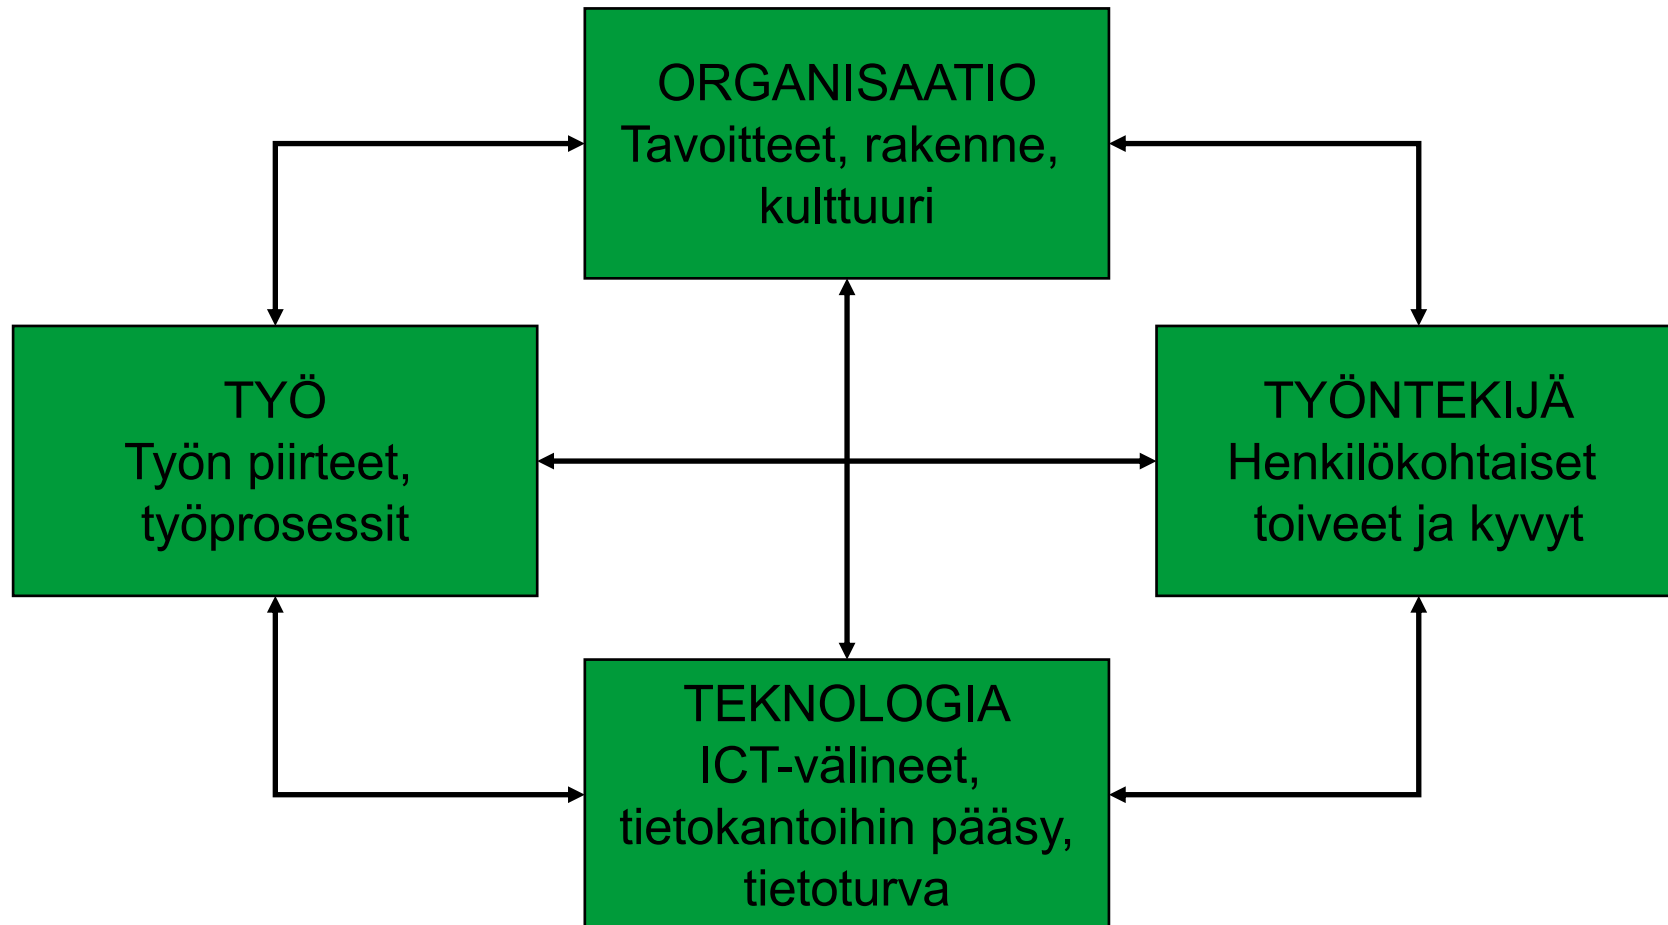 ORGANISAATIO
Tavoitteet, rakenne,
kulttuuri
TYÖ
Työn piirteet,
työprosessit
TYÖNTEKIJÄ
Henkilökohtaiset
toiveet ja kyvyt
TEKNOLOGIA
ICT-välineet,
tietokantoihin pääsy,
tietoturva